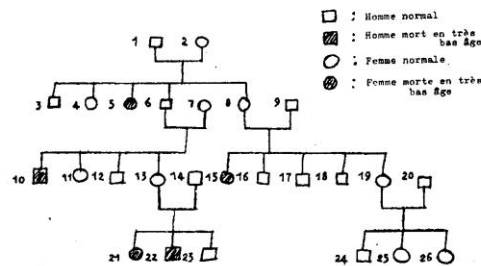 : Homme normal
: Homme mort en très
bas âge
: Femme normale
: Femme morte en très
bas âge
1 2
3 4 5 6 7 8 9
10 11 12 13 14 15 16 17 18 19 20
21 22 23 24 25 26